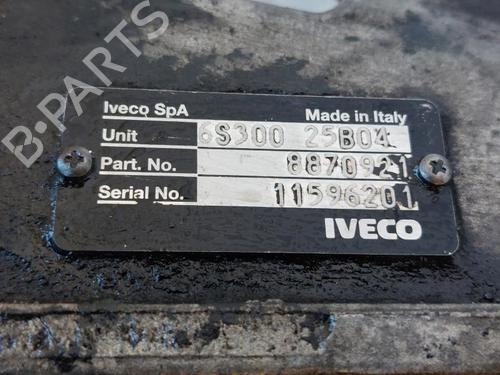 B-PARTS
Iveco SpA Made in Italy
Unit 6S300 25B04
Part. No. 8870921
Serial No. 11596201
IVECO